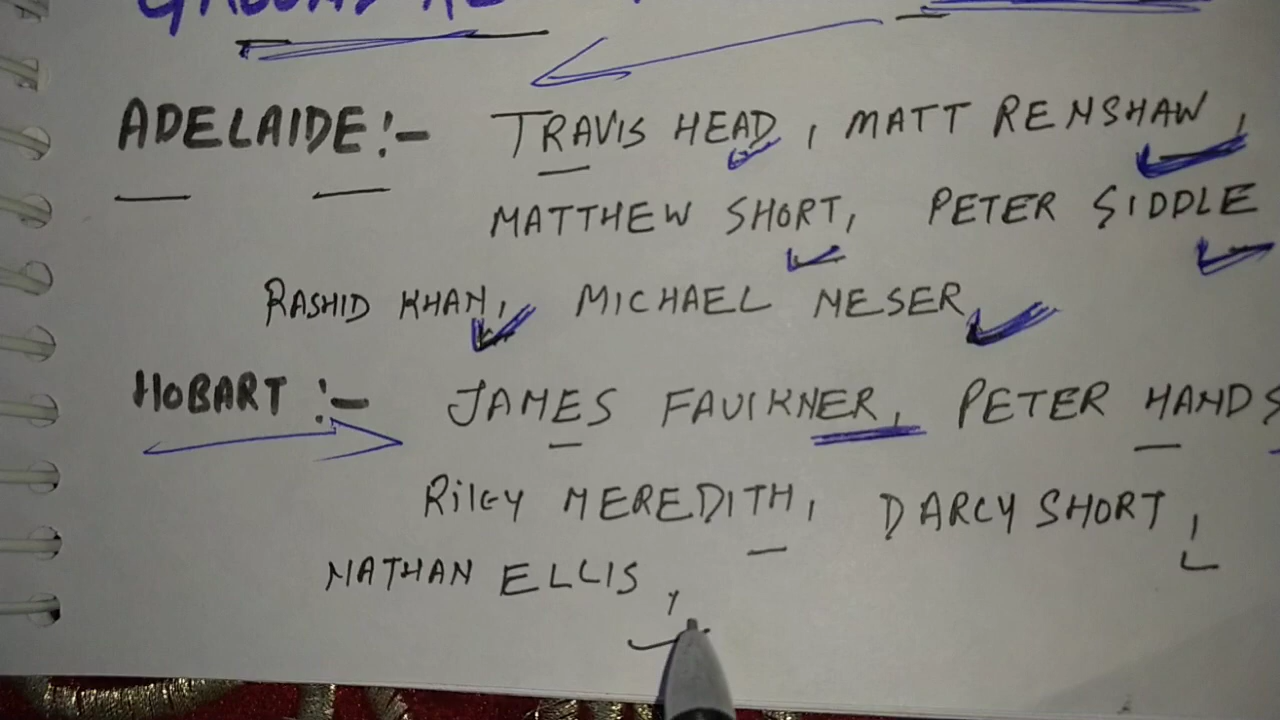 ADELAIDE:- TRAVIS HEAD, MATT RENSHAW,
MATTHEW SHORT, PETER SIDDLE
RASHID KHAN, MICHAEL NESER
HOBART:- JAMES FAULKNER, PETER HANDS
RILEY MEREDITH, DARCY SHORT,
NATHAN ELLIS,